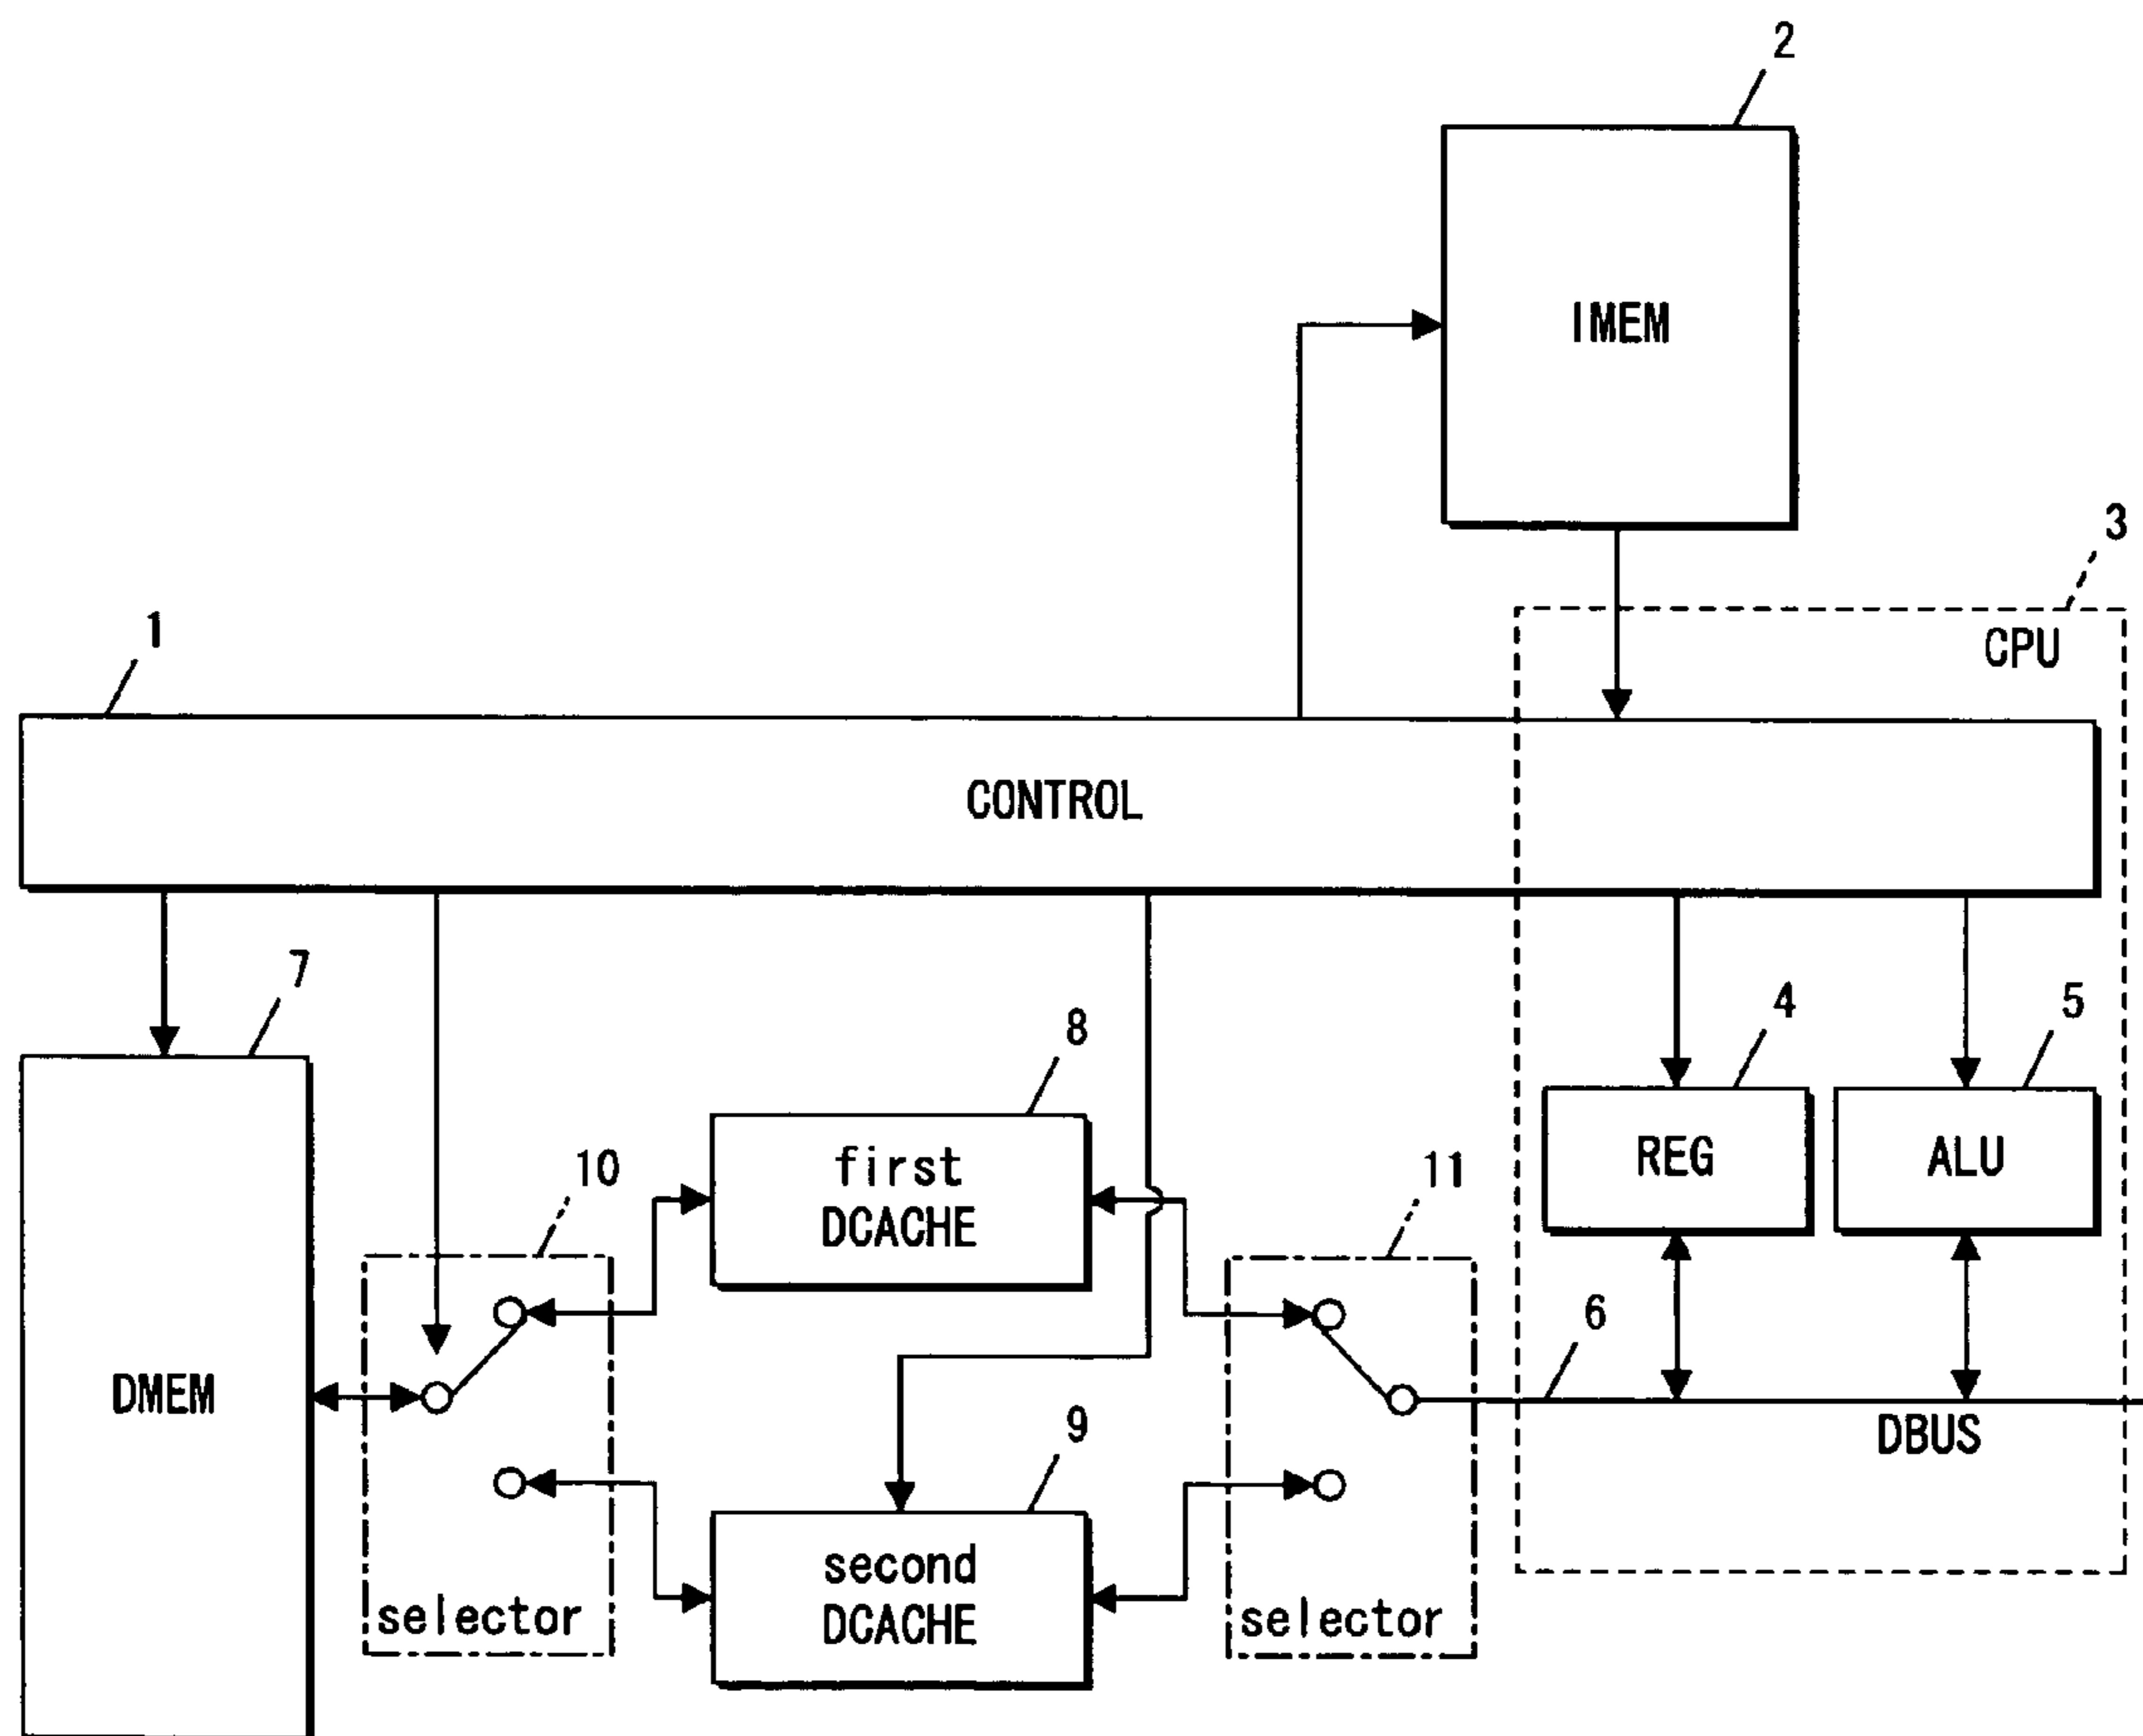 2
IMEM
3
CPU
1
CONTROL
7
8
4
5
first
DCACHE
REG
ALU
10
11
6
DMEM
DBUS
9
second
DCACHE
selector
selector